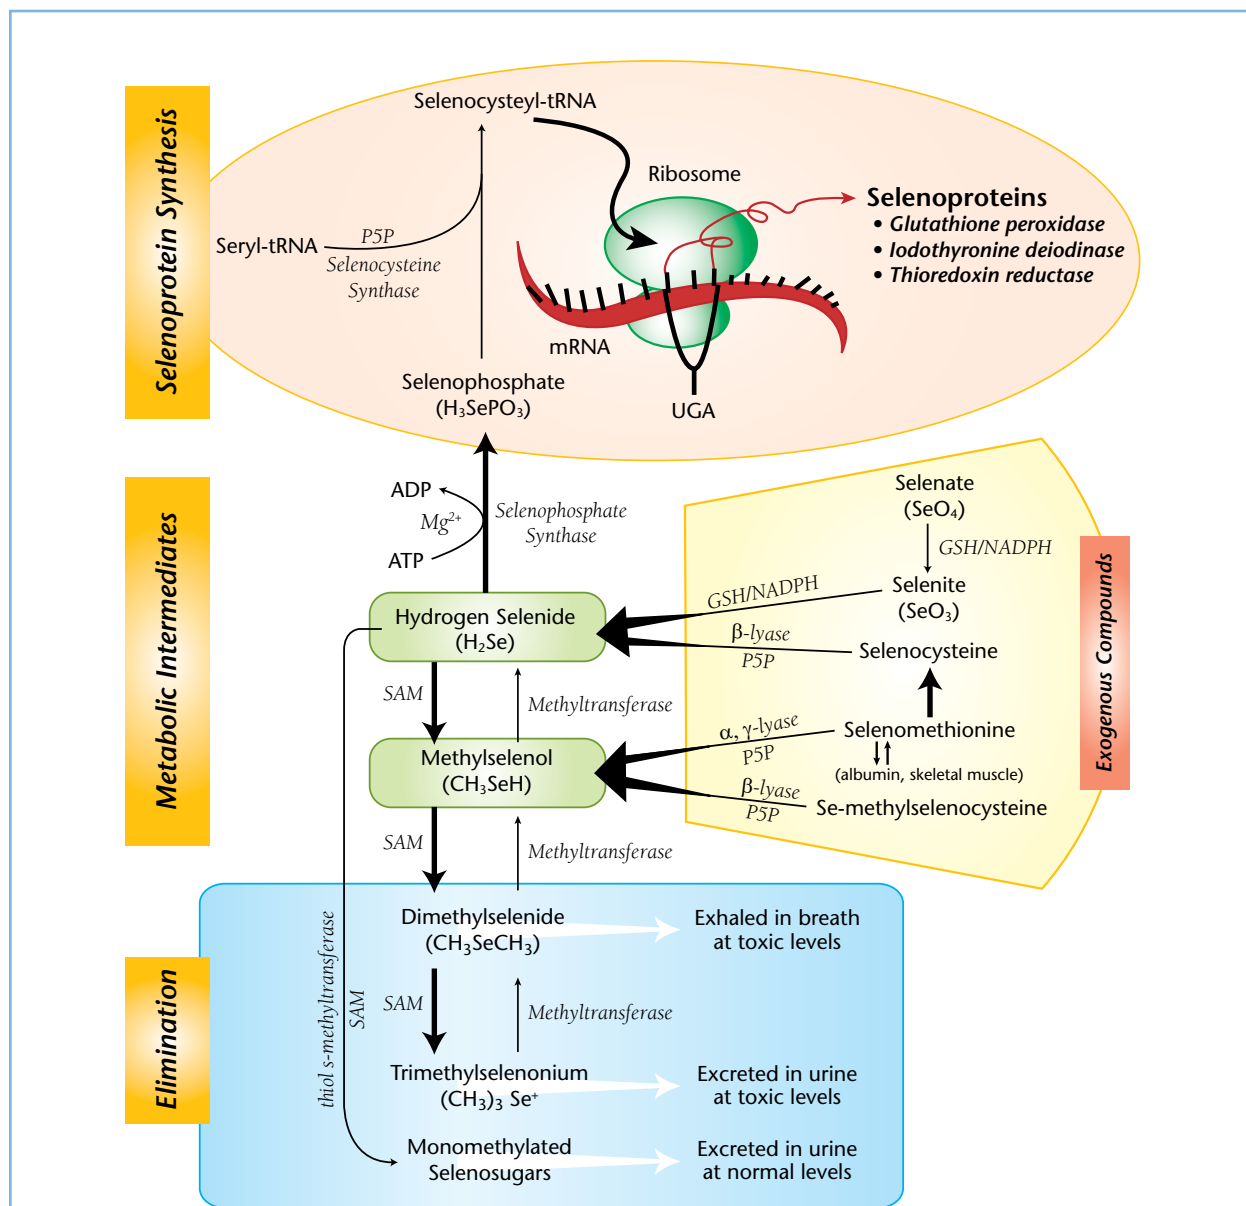 Selenoprotein Synthesis
Selenocysteyl-tRNA
Ribosome
Selenoproteins
• Glutathione peroxidase
• Iodothyronine deiodinase
• Thioredoxin reductase
Seryl-tRNA
P5P
Selenocysteine
Synthase
mRNA
UGA
Selenophosphate
(H₃SePO₃)
Metabolic Intermediates
ADP
Mg²⁺
ATP
Selenophosphate
Synthase
Hydrogen Selenide
(H₂Se)
SAM
Methyltransferase
Methylselenol
(CH₃SeH)
SAM
Methyltransferase
Exogenous Compounds
Selenate
(SeO₄)
GSH/NADPH
Selenite
(SeO₃)
GSH/NADPH
β-lyase
P5P
Selenocysteine
α, γ-lyase
P5P
Selenomethionine
(albumin, skeletal muscle)
β-lyase
P5P
Se-methylselenocysteine
Elimination
thiol s-methyltransferase
SAM
Dimethylselenide
(CH₃SeCH₃)
Exhaled in breath
at toxic levels
SAM
Methyltransferase
Trimethylselenonium
(CH₃)₃ Se⁺
Excreted in urine
at toxic levels
Monomethylated
Selenosugars
Excreted in urine
at normal levels